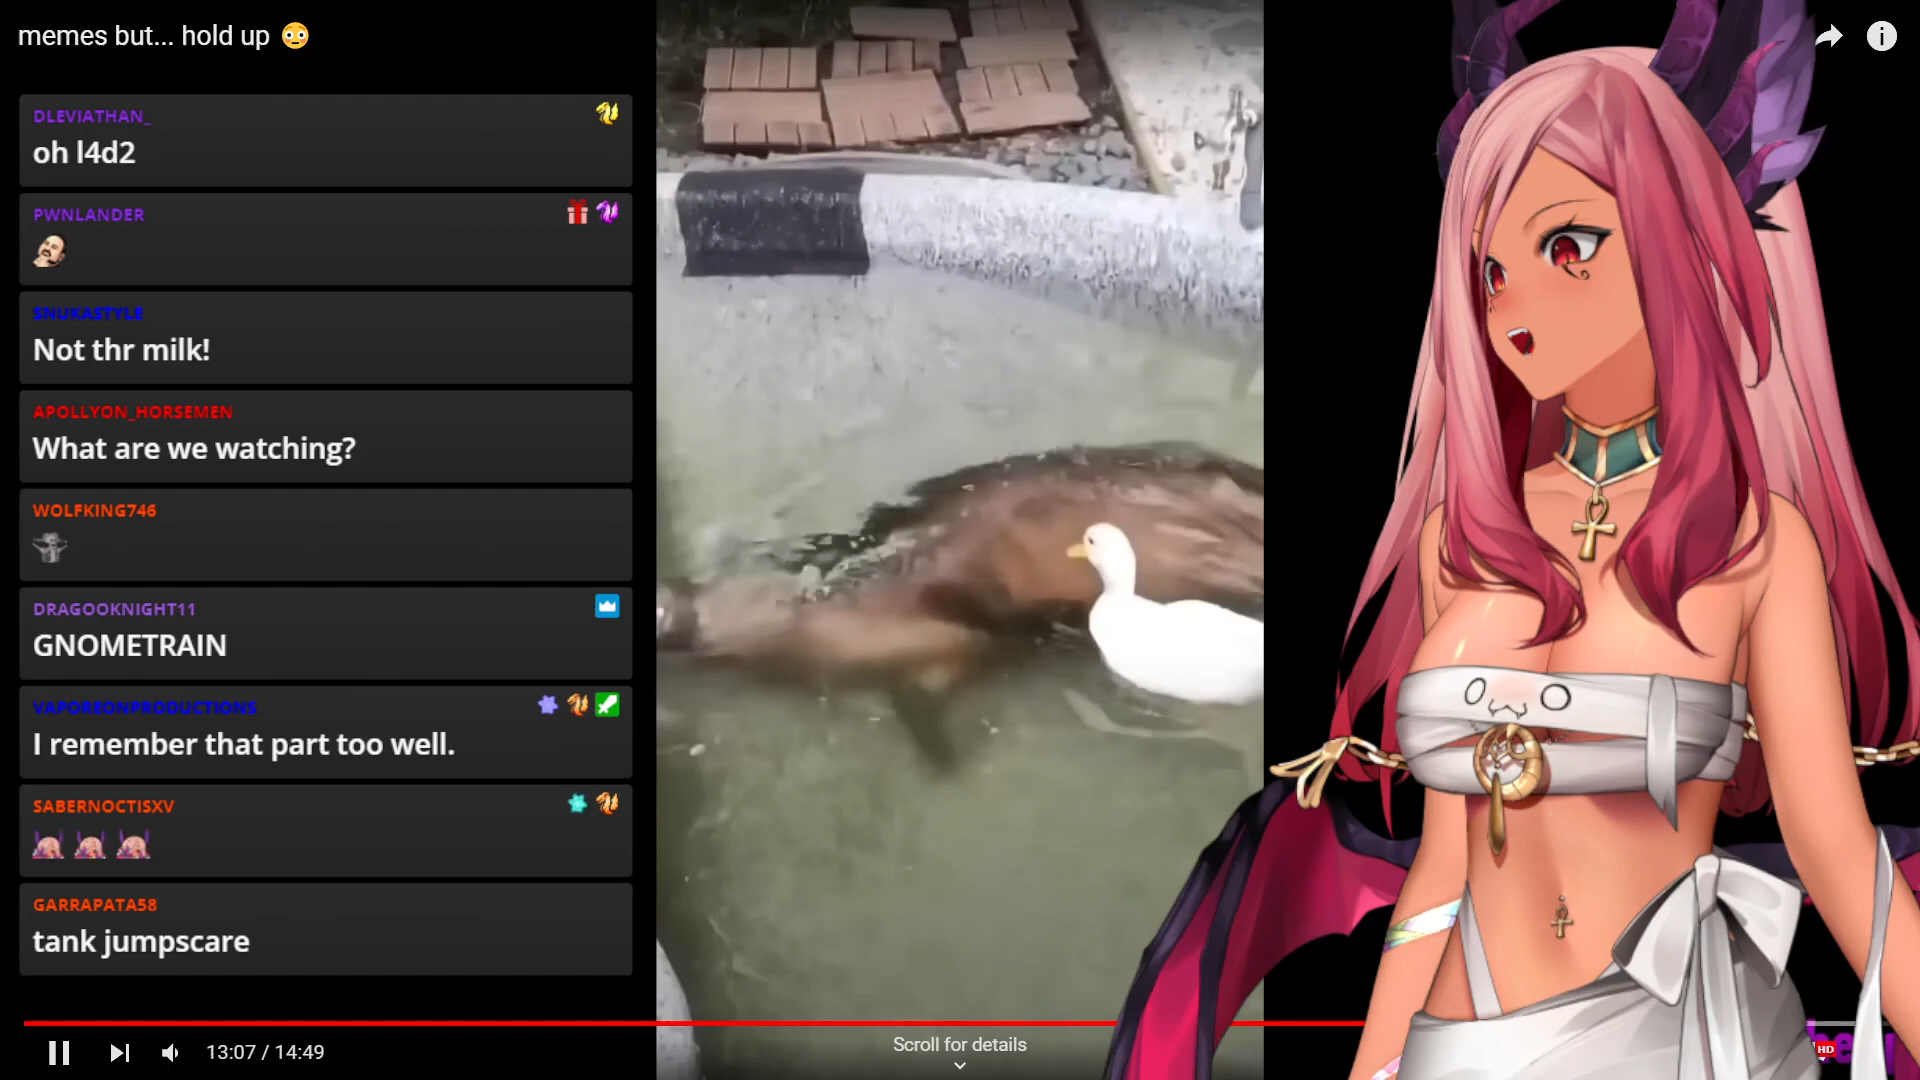 memes but... hold up 😳
DLEVIATHAN_
oh l4d2
PWNLANDER
SNUKASTYLE
Not thr milk!
APOLLYON_HORSEMEN
What are we watching?
WOLFKING746
DRAGOOKNIGHT11
GNOMETRAIN
VAPOREONPRODUCTIONS
I remember that part too well.
SABERNOCTISXV
GARRAPATA58
tank jumpscare
13:07 / 14:49
Scroll for details
HD